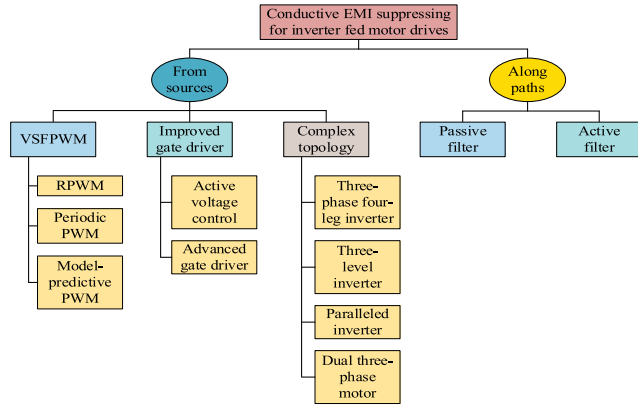 Conductive EMI suppressing
for inverter fed motor drives
From
sources
Along
paths
VSFPWM
Improved
gate driver
Complex
topology
Passive
filter
Active
filter
RPWM
Periodic
PWM
Model-
predictive
PWM
Active
voltage
control
Advanced
gate driver
Three-
phase four-
leg inverter
Three-
level
inverter
Paralleled
inverter
Dual three-
phase
motor